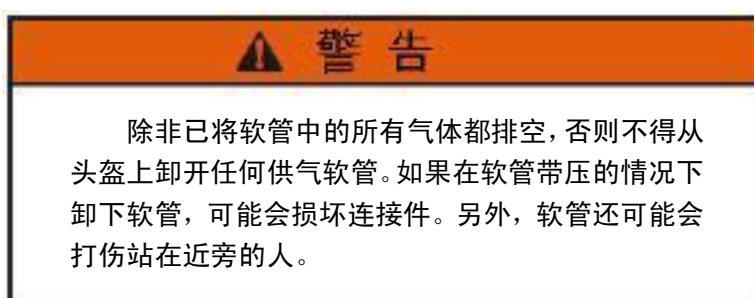 警告
除非已将软管中的所有气体都排空，否则不得从
头盔上卸开任何供气软管。如果在软管带压的情况下
卸下软管，可能会损坏连接件。另外，软管还可能会
打伤站在近旁的人。